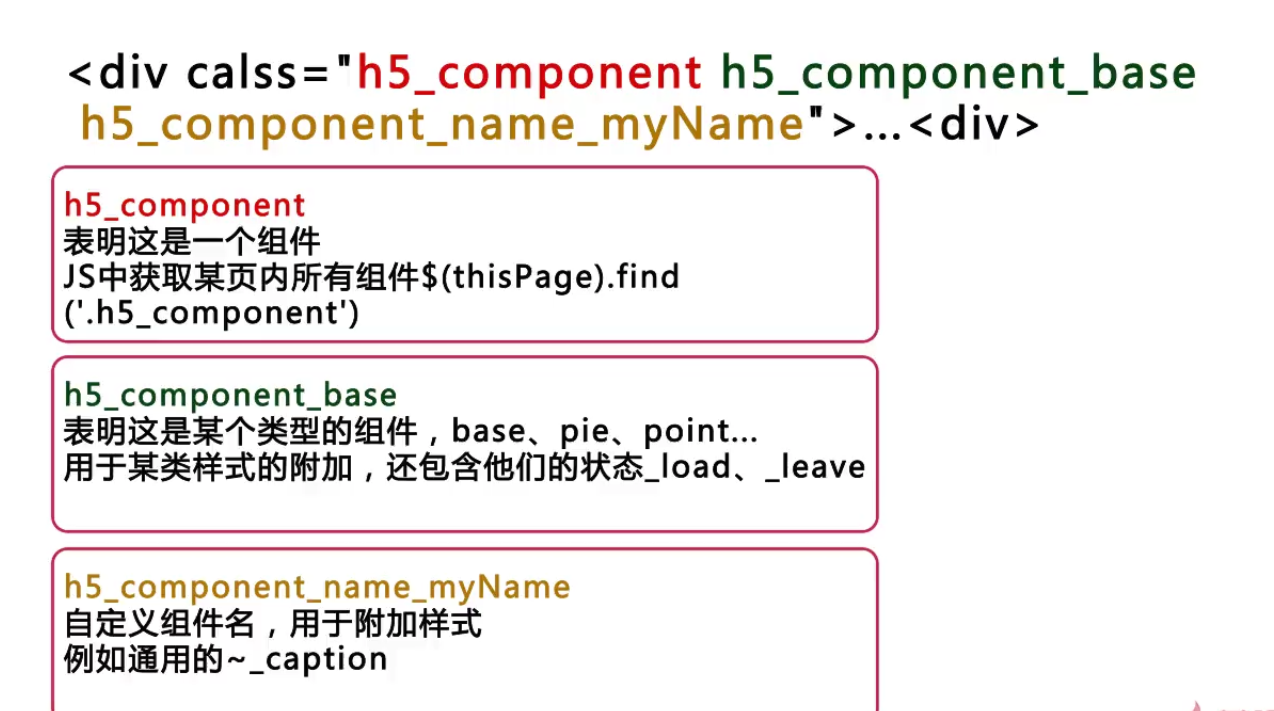 <div calss="h5_component h5_component_base
h5_component_name_myName">...<div>
h5_component
表明这是一个组件
JS中获取某页内所有组件$(thisPage).find
('.h5_component')
h5_component_base
表明这是某个类型的组件，base、pie、point...
用于某类样式的附加，还包含他们的状态_load、_leave
h5_component_name_myName
自定义组件名，用于附加样式
例如通用的~_caption